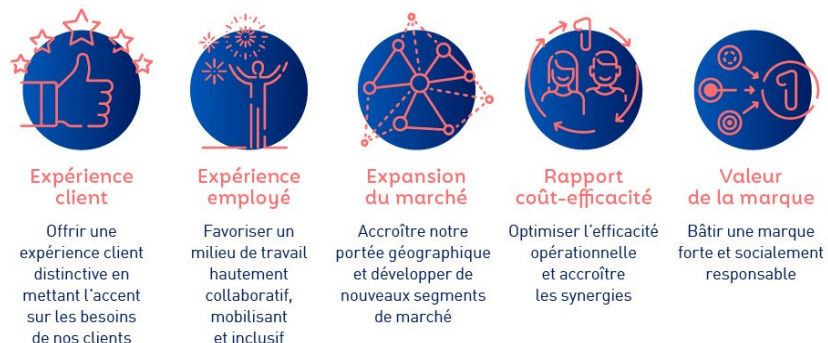 1
1
Expérience
client
Offrir une
expérience client
distinctive en
mettant l'accent
sur les besoins
de nos clients
Expérience
employé
Favoriser un
milieu de travail
hautement
collaboratif,
mobilisant
et inclusif
Expansion
du marché
Accroître notre
portée géographique
et développer de
nouveaux segments
de marché
Rapport
coût-efficacité
Optimiser l'efficacité
opérationnelle
et accroître
les synergies
Valeur
de la marque
Bâtir une marque
forte et socialement
responsable